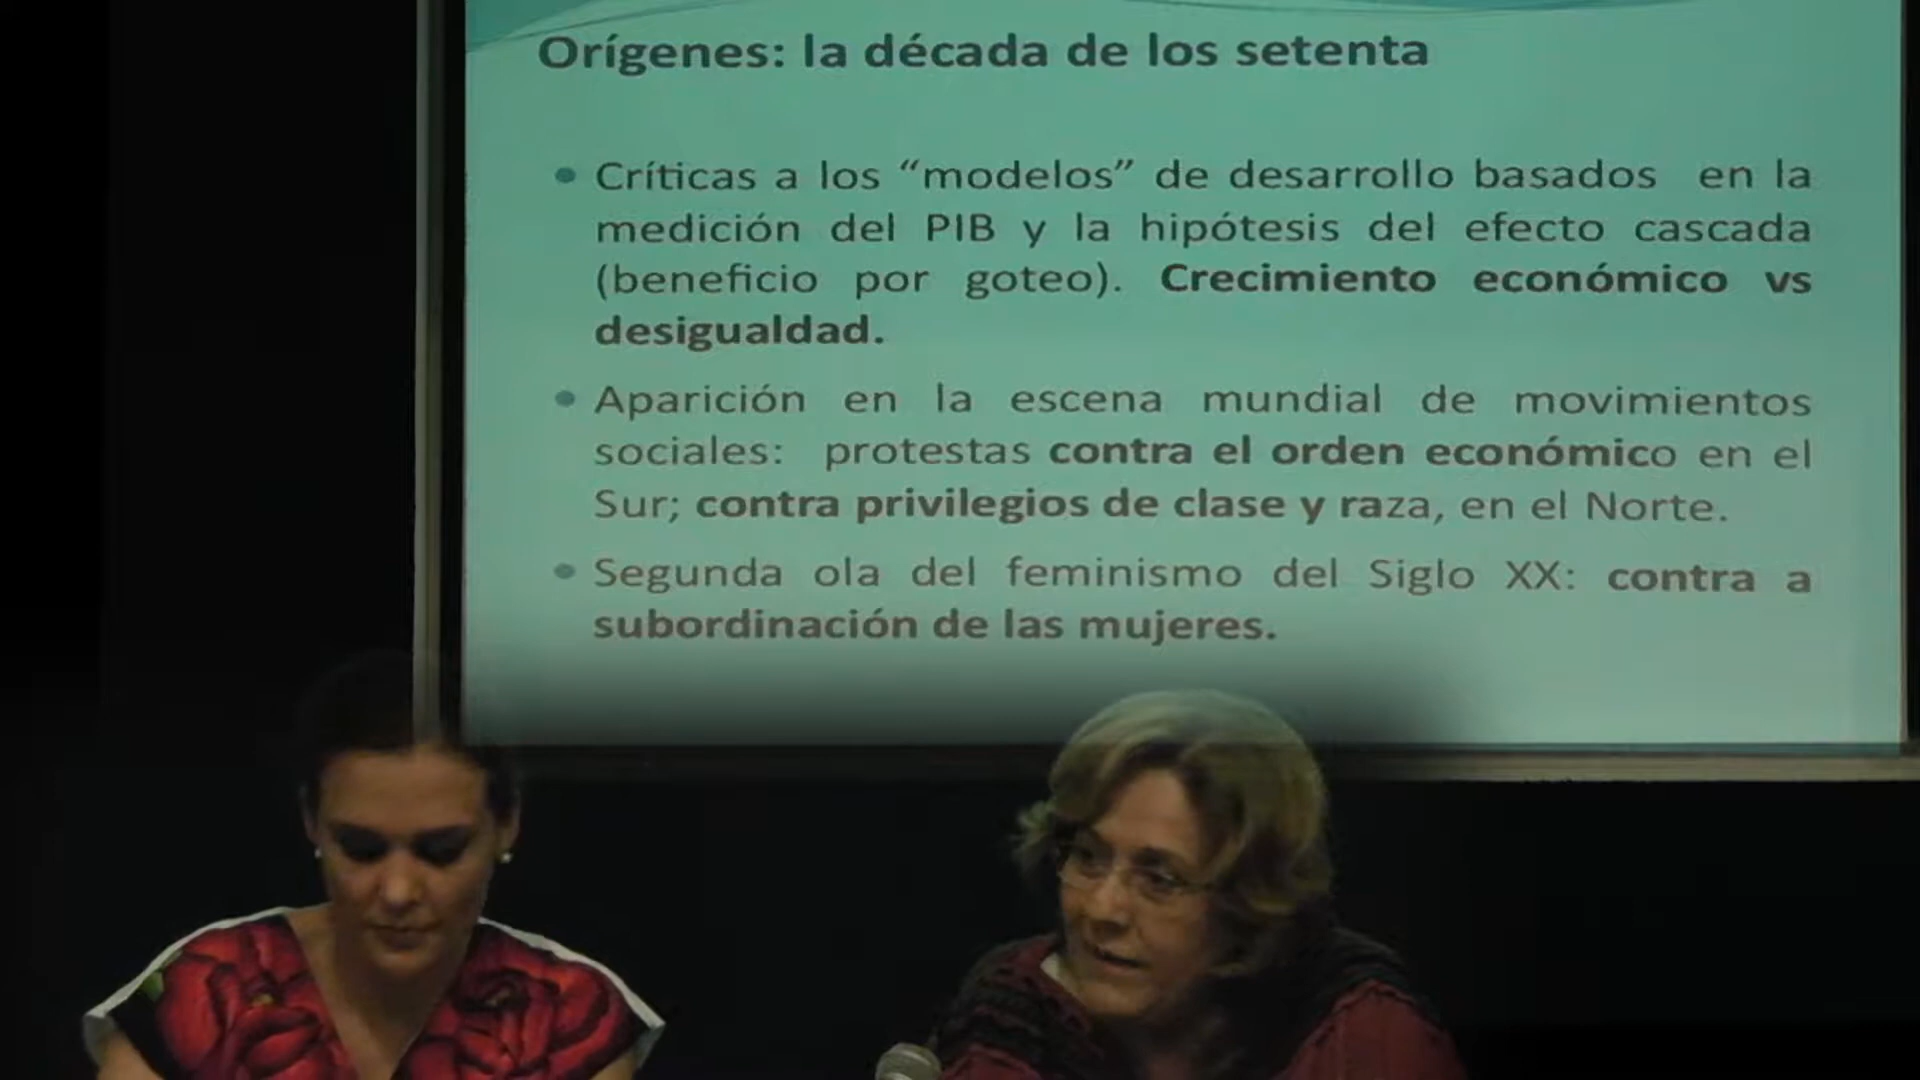 Orígenes: la década de los setenta
• Críticas a los “modelos” de desarrollo basados en la
medición del PIB y la hipótesis del efecto cascada
(beneficio por goteo). Crecimiento económico vs
desigualdad.
• Aparición en la escena mundial de movimientos
sociales: protestas contra el orden económico en el
Sur; contra privilegios de clase y raza, en el Norte.
• Segunda ola del feminismo del Siglo XX: contra a
subordinación de las mujeres.